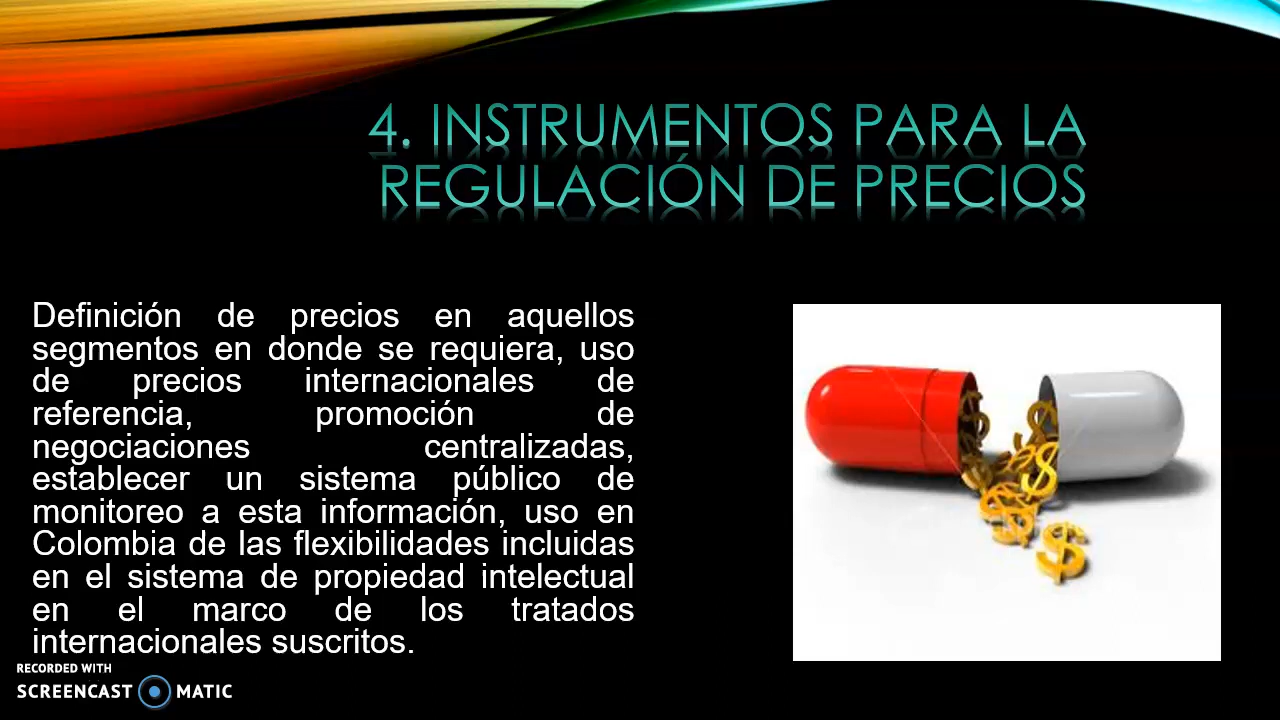 4. INSTRUMENTOS PARA LA
REGULACIÓN DE PRECIOS
Definición de precios en aquellos
segmentos en donde se requiera, uso
de precios internacionales de
referencia, promoción de
negociaciones centralizadas,
establecer un sistema público de
monitoreo a esta información, uso en
Colombia de las flexibilidades incluidas
en el sistema de propiedad intelectual
en el marco de los tratados
internacionales suscritos.
RECORDED WITH
SCREENCAST MATIC